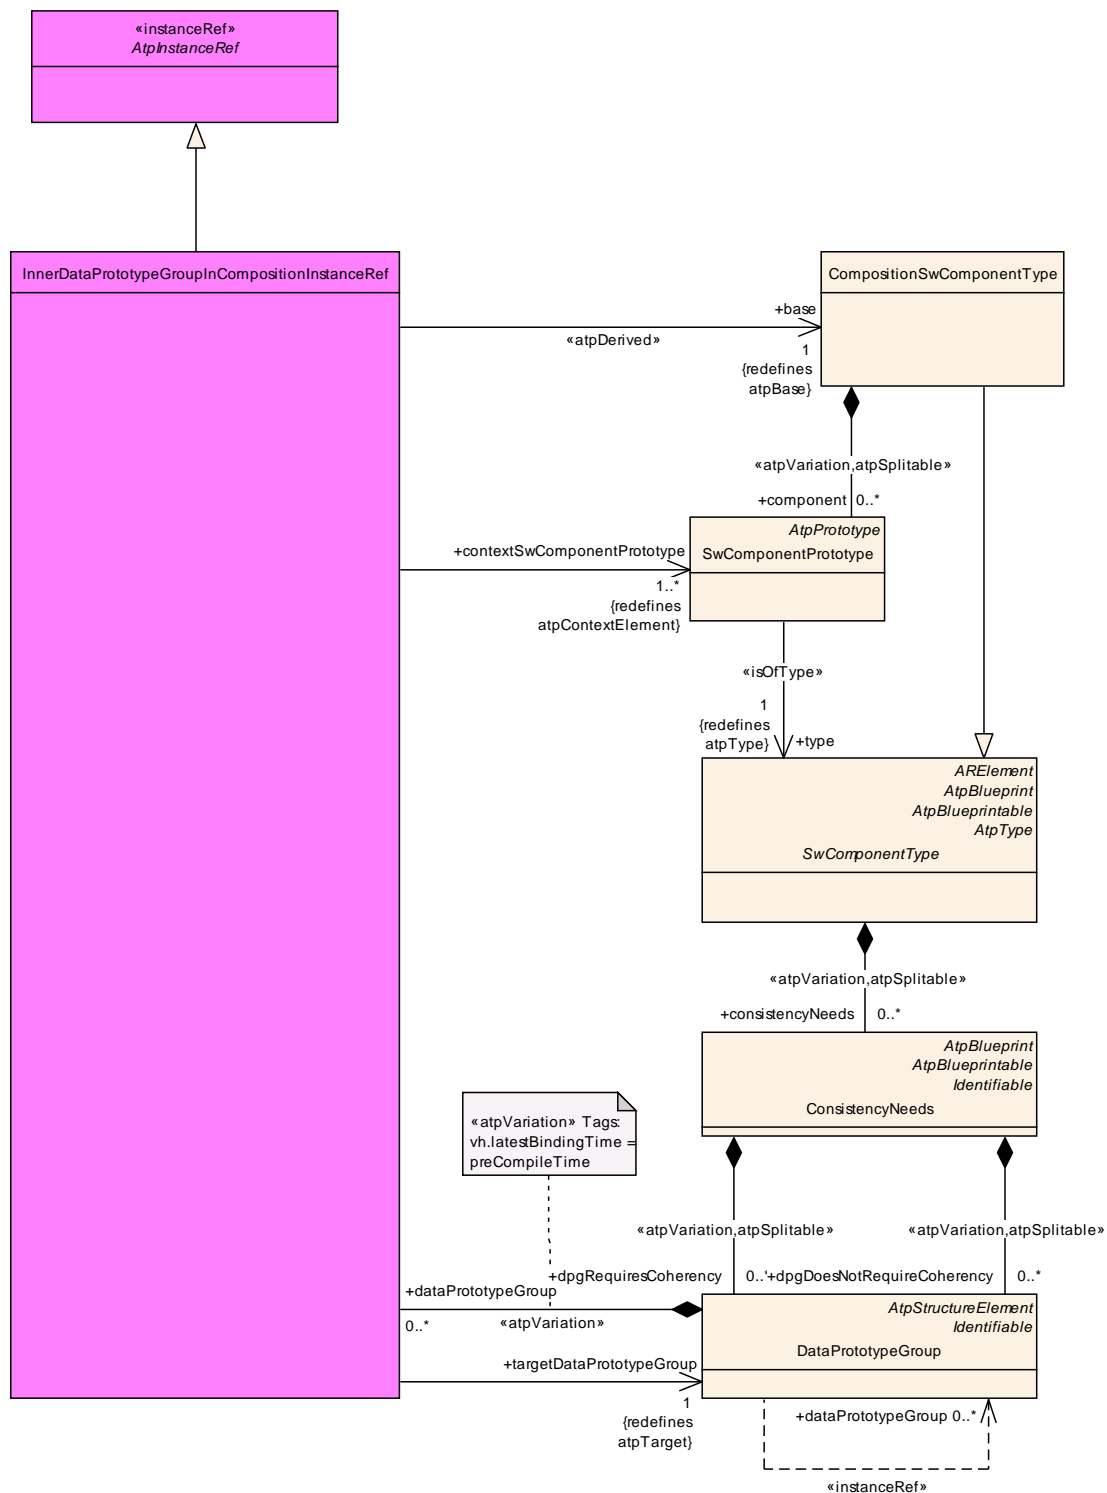 «instanceRef»
AtpInstanceRef
InnerDataPrototypeGroupInCompositionInstanceRef
CompositionSwComponentType
+base
«atpDerived»
1
{redefines
atpBase}
«atpVariation,atpSplitable»
+component 0..*
AtpPrototype
SwComponentPrototype
+contextSwComponentPrototype
1..*
{redefines
atpContextElement}
«isOfType»
1
{redefines
atpType}
+type
ARElement
AtpBlueprint
AtpBlueprintable
AtpType
SwComponentType
«atpVariation,atpSplitable»
+consistencyNeeds 0..*
AtpBlueprint
AtpBlueprintable
Identifiable
ConsistencyNeeds
«atpVariation» Tags:
vh.latestBindingTime =
preCompileTime
«atpVariation,atpSplitable» «atpVariation,atpSplitable»
+dpgRequiresCoherency 0..* +dpgDoesNotRequireCoherency 0..*
+dataPrototypeGroup
0..* «atpVariation»
AtpStructureElement
Identifiable
DataPrototypeGroup
+targetDataPrototypeGroup
1
{redefines
atpTarget}
+dataPrototypeGroup 0..*
«instanceRef»